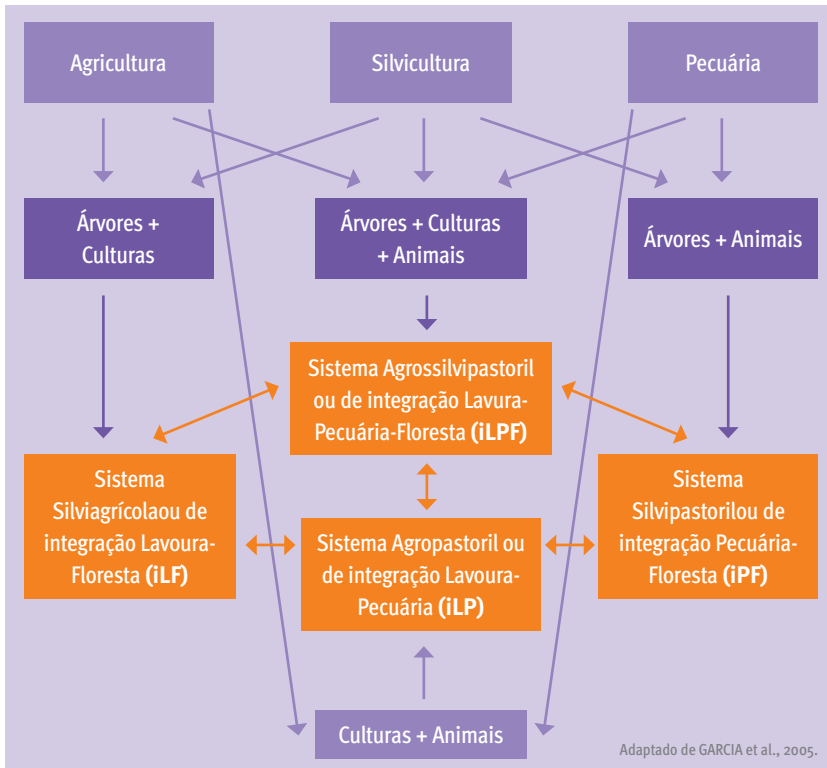 Agricultura
Silvicultura
Pecuária
Árvores +
Culturas
Árvores + Culturas
+ Animais
Árvores + Animais
Sistema Agrossilvipastoril
ou de integração Lavura-
Pecuária-Floresta (iLPF)
Sistema
Silviagrícolaou de
integração Lavoura-
Floresta (iLF)
Sistema Agropastoril ou
de integração Lavoura-
Pecuária (iLP)
Sistema
Silvipastorilou de
integração Pecuária-
Floresta (iPF)
Culturas + Animais
Adaptado de GARCIA et al., 2005.